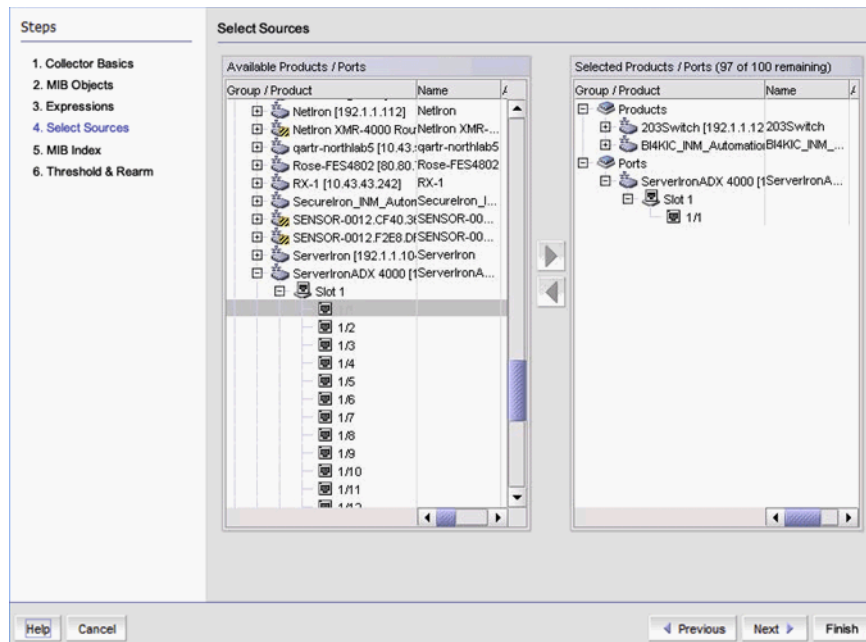 Steps
1. Collector Basics
2. MIB Objects
3. Expressions
4. Select Sources
5. MIB Index
6. Threshold & Rearm
Select Sources
Available Products / Ports
Group / Product Name
NetIron [192.1.1.112] NetIron
NetIron XMR-4000 Rou NetIron XMR-...
qartr-northlab5 [10.43. qartr-northlab5
Rose-FES4802 [80.80. Rose-FES4802
RX-1 [10.43.43.242] RX-1
SecureIron_INM_Autom SecureIron_I...
SENSOR-0012.CF40.36 SENSOR-00...
SENSOR-0012.F2E8.DF SENSOR-00...
ServerIron [192.1.1.10 ServerIron
ServerIronADX 4000 [1 ServerIronA...
Slot 1
1/1
1/2
1/3
1/4
1/5
1/6
1/7
1/8
1/9
1/10
1/11
1/12
Selected Products / Ports (97 of 100 remaining)
Group / Product Name
Products
203Switch [192.1.1.12 203Switch
BI4KIC_INM_Automation BI4KIC_INM_...
Ports
ServerIronADX 4000 [1 ServerIronA...
Slot 1
1/1
Help Cancel Previous Next Finish